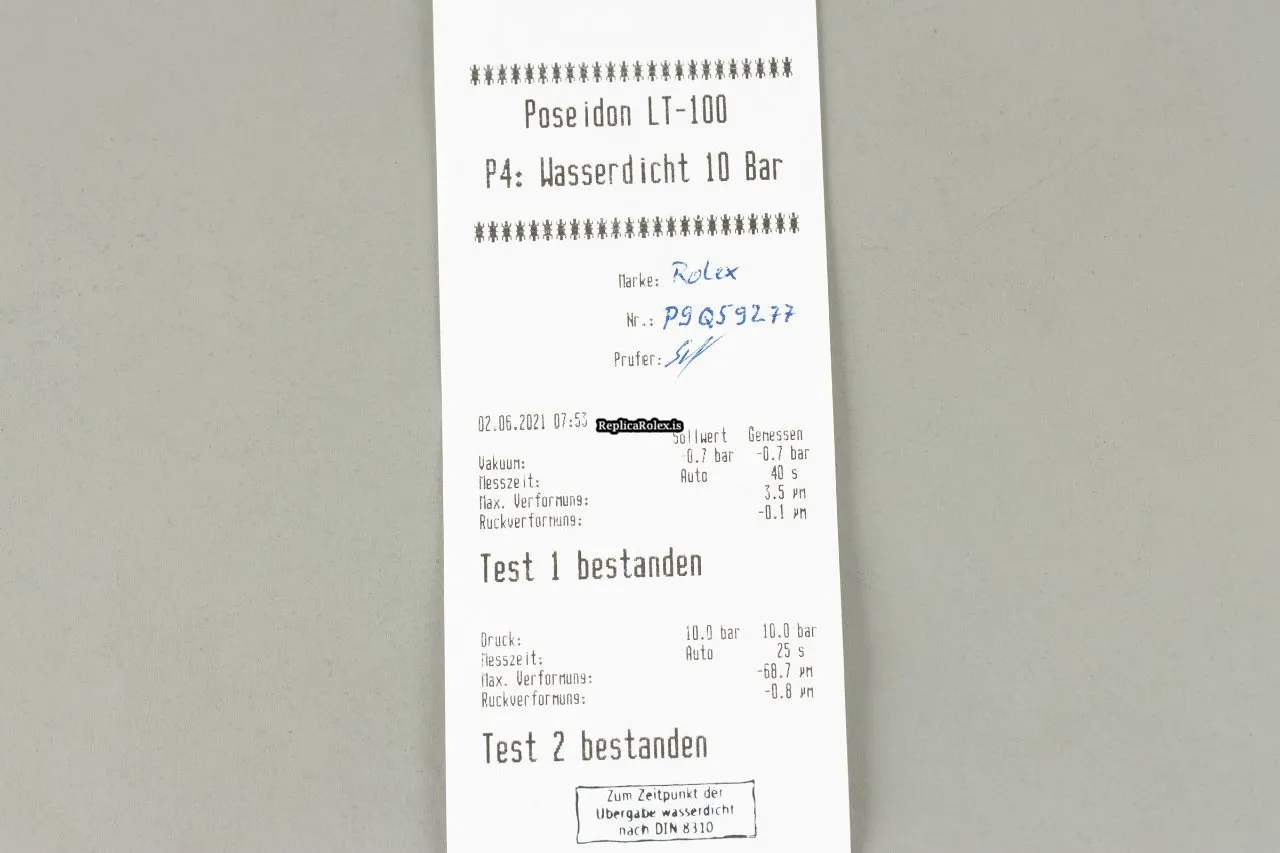 Poseidon LT-100
P4: Wasserdicht 10 Bar
Marke: Rolex
Nr.: P9Q59277
Prufer:
02.06.2021 07:53
ReplicaRolex.is
Sollwert Gemessen
Vakuum: -0.7 bar -0.7 bar
Messzeit: Auto 40 s
Max. Verformung: 3.5 µm
Ruckverformung: -0.1 µm
Test 1 bestanden
Druck: 10.0 bar 10.0 bar
Messzeit: Auto 25 s
Max. Verformung: -68.7 µm
Ruckverformung: -0.8 µm
Test 2 bestanden
Zum Zeitpunkt der
Übergabe wasserdicht
nach DIN 8310